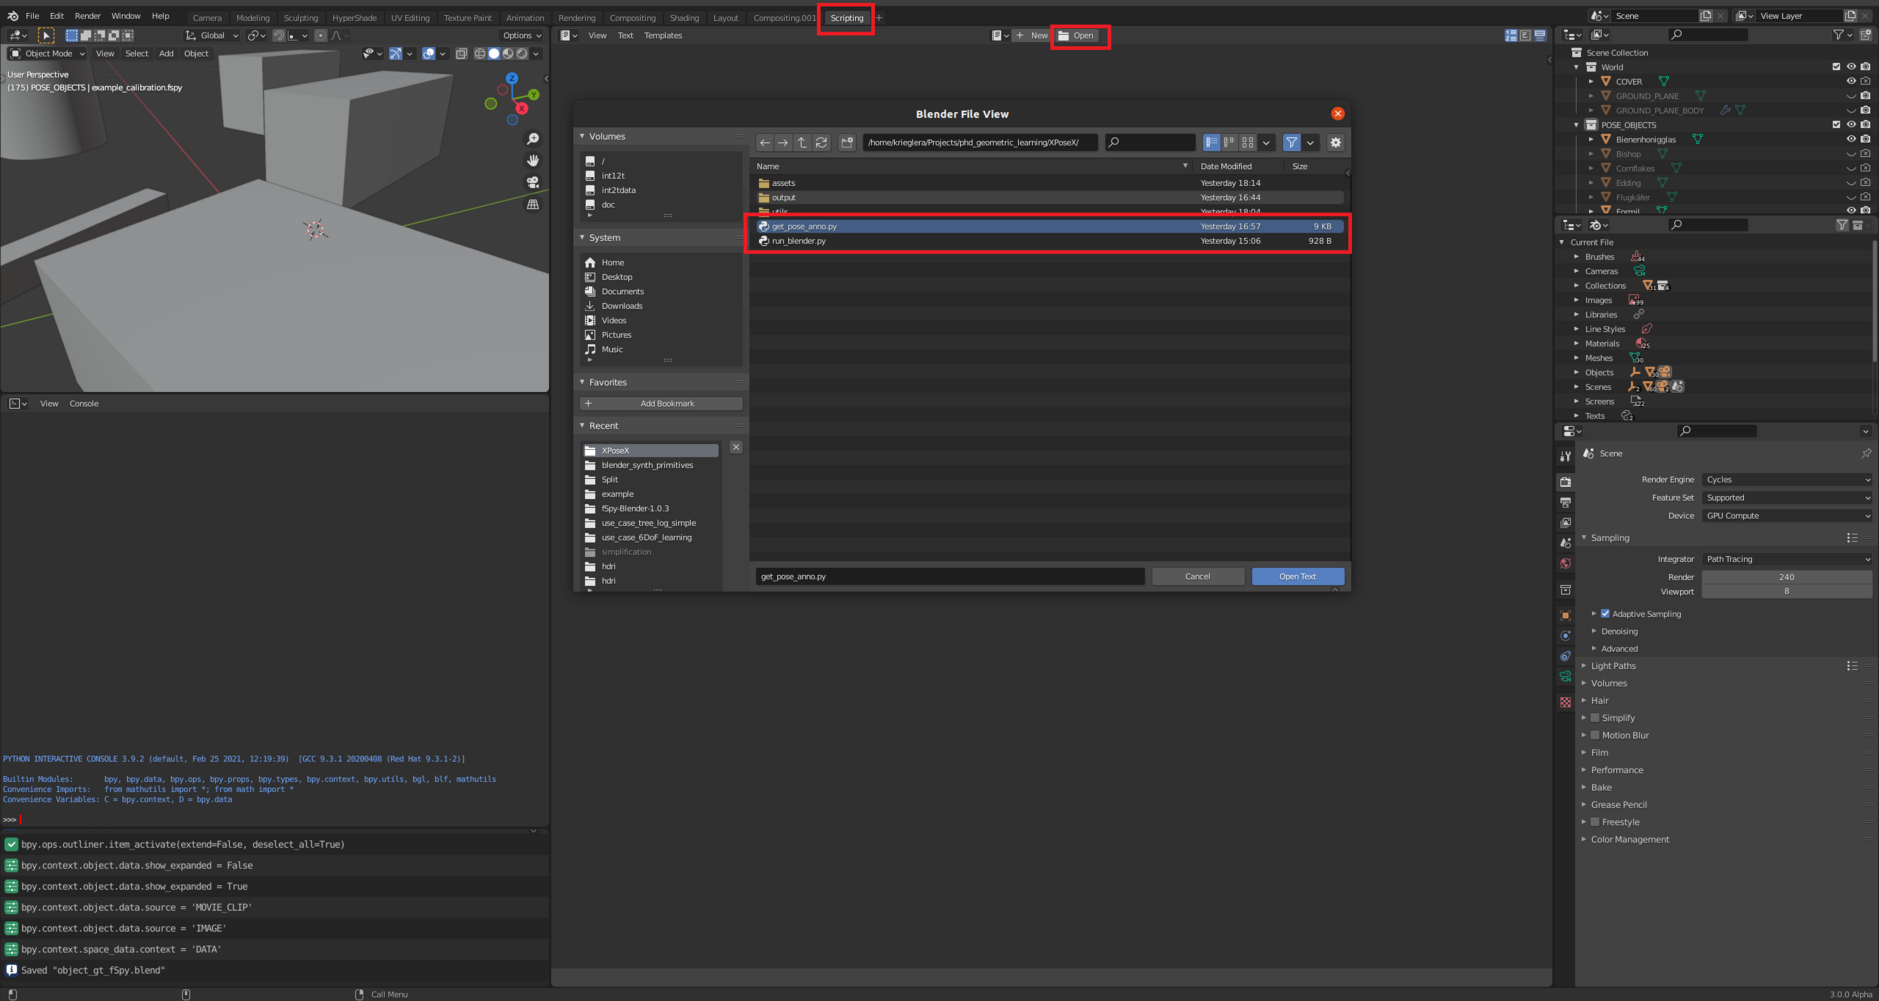 File Edit Render Window Help Camera Modeling Sculpting HyperShade UV Editing Texture Paint Animation Rendering Compositing Shading Layout Compositing.001 Scripting + Scene View Layer
Global Options
View Text Templates + New Open
Object Mode View Select Add Object
User Perspective
(175) POSE_OBJECTS | example_calibration.fspy
Z
Y
X
View Console
PYTHON INTERACTIVE CONSOLE 3.9.2 (default, Feb 25 2021, 12:19:39)  [GCC 9.3.1 20200408 (Red Hat 9.3.1-2)]
Builtin Modules:       bpy, bpy.data, bpy.ops, bpy.props, bpy.types, bpy.context, bpy.utils, bgl, blf, mathutils
Convenience Imports:   from mathutils import *; from math import *
Convenience Variables: C = bpy.context, D = bpy.data
>>>
bpy.ops.outliner.item_activate(extend=False, deselect_all=True)
bpy.context.object.data.show_expanded = False
bpy.context.object.data.show_expanded = True
bpy.context.object.data.source = 'MOVIE_CLIP'
bpy.context.object.data.source = 'IMAGE'
bpy.context.space_data.context = 'DATA'
Saved "object_gt_fSpy.blend"
Call Menu
Blender File View
Volumes
/
int12t
int2tdata
doc
System
Home
Desktop
Documents
Downloads
Videos
Pictures
Music
Favorites
+ Add Bookmark
Recent
XPoseX
blender_synth_primitives
Split
example
fSpy-Blender-1.0.3
use_case_tree_log_simple
use_case_6DoF_learning
simplification
hdri
hdri
/home/krieglera/Projects/phd_geometric_learning/XPoseX/
Name Date Modified Size
assets Yesterday 18:14
output Yesterday 16:44
utils Yesterday 18:04
get_pose_anno.py Yesterday 16:57 9 KB
run_blender.py Yesterday 15:06 928 B
get_pose_anno.py Cancel Open Text
Scene Collection
World
COVER
GROUND_PLANE
GROUND_PLANE_BODY
POSE_OBJECTS
Bienenhonigglas
Bishop
Cornflakes
Edding
Flugkäfer
Formil
Current File
Brushes 44
Cameras
Collections
Images 99
Libraries
Line Styles
Materials 25
Meshes 30
Objects
Scenes
Screens 22
Texts 2
Scene
Render Engine Cycles
Feature Set Supported
Device GPU Compute
Sampling
Integrator Path Tracing
Render 240
Viewport 8
Adaptive Sampling
Denoising
Advanced
Light Paths
Volumes
Hair
Simplify
Motion Blur
Film
Performance
Bake
Grease Pencil
Freestyle
Color Management
3.0.0 Alpha